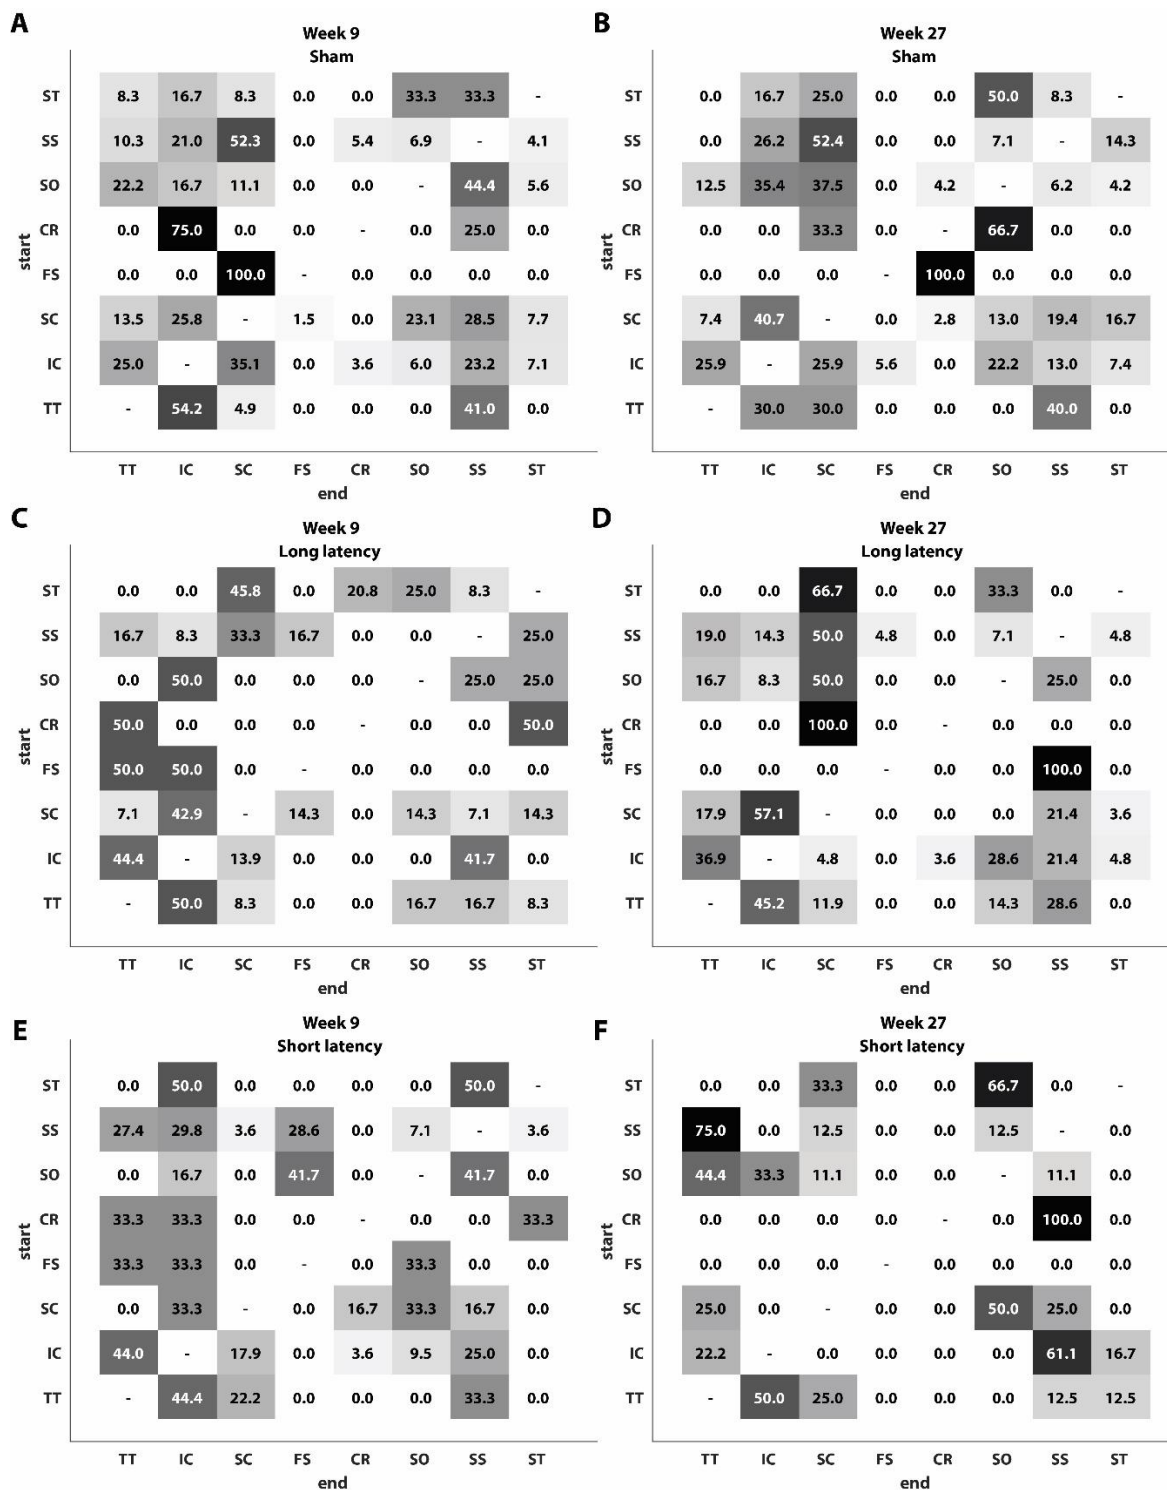 A
Week 9
Sham
ST 8.3 16.7 8.3 0.0 0.0 33.3 33.3 -
SS 10.3 21.0 52.3 0.0 5.4 6.9 - 4.1
SO 22.2 16.7 11.1 0.0 0.0 - 44.4 5.6
CR 0.0 75.0 0.0 0.0 - 0.0 25.0 0.0
FS 0.0 0.0 100.0 - 0.0 0.0 0.0 0.0
SC 13.5 25.8 - 1.5 0.0 23.1 28.5 7.7
IC 25.0 - 35.1 0.0 3.6 6.0 23.2 7.1
TT - 54.2 4.9 0.0 0.0 0.0 41.0 0.0
start
TT IC SC FS CR SO SS ST
end
B
Week 27
Sham
ST 0.0 16.7 25.0 0.0 0.0 50.0 8.3 -
SS 0.0 26.2 52.4 0.0 0.0 7.1 - 14.3
SO 12.5 35.4 37.5 0.0 4.2 - 6.2 4.2
CR 0.0 0.0 33.3 0.0 - 66.7 0.0 0.0
FS 0.0 0.0 0.0 - 100.0 0.0 0.0 0.0
SC 7.4 40.7 - 0.0 2.8 13.0 19.4 16.7
IC 25.9 - 25.9 5.6 0.0 22.2 13.0 7.4
TT - 30.0 30.0 0.0 0.0 0.0 40.0 0.0
start
TT IC SC FS CR SO SS ST
end
C
Week 9
Long latency
ST 0.0 0.0 45.8 0.0 20.8 25.0 8.3 -
SS 16.7 8.3 33.3 16.7 0.0 0.0 - 25.0
SO 0.0 50.0 0.0 0.0 0.0 - 25.0 25.0
CR 50.0 0.0 0.0 0.0 - 0.0 0.0 50.0
FS 50.0 50.0 0.0 - 0.0 0.0 0.0 0.0
SC 7.1 42.9 - 14.3 0.0 14.3 7.1 14.3
IC 44.4 - 13.9 0.0 0.0 0.0 41.7 0.0
TT - 50.0 8.3 0.0 0.0 16.7 16.7 8.3
start
TT IC SC FS CR SO SS ST
end
D
Week 27
Long latency
ST 0.0 0.0 66.7 0.0 0.0 33.3 0.0 -
SS 19.0 14.3 50.0 4.8 0.0 7.1 - 4.8
SO 16.7 8.3 50.0 0.0 0.0 - 25.0 0.0
CR 0.0 0.0 100.0 0.0 - 0.0 0.0 0.0
FS 0.0 0.0 0.0 - 0.0 0.0 100.0 0.0
SC 17.9 57.1 - 0.0 0.0 0.0 21.4 3.6
IC 36.9 - 4.8 0.0 3.6 28.6 21.4 4.8
TT - 45.2 11.9 0.0 0.0 14.3 28.6 0.0
start
TT IC SC FS CR SO SS ST
end
E
Week 9
Short latency
ST 0.0 50.0 0.0 0.0 0.0 0.0 50.0 -
SS 27.4 29.8 3.6 28.6 0.0 7.1 - 3.6
SO 0.0 16.7 0.0 41.7 0.0 - 41.7 0.0
CR 33.3 33.3 0.0 0.0 - 0.0 0.0 33.3
FS 33.3 33.3 0.0 - 0.0 33.3 0.0 0.0
SC 0.0 33.3 - 0.0 16.7 33.3 16.7 0.0
IC 44.0 - 17.9 0.0 3.6 9.5 25.0 0.0
TT - 44.4 22.2 0.0 0.0 0.0 33.3 0.0
start
TT IC SC FS CR SO SS ST
end
F
Week 27
Short latency
ST 0.0 0.0 33.3 0.0 0.0 66.7 0.0 -
SS 75.0 0.0 12.5 0.0 0.0 12.5 - 0.0
SO 44.4 33.3 11.1 0.0 0.0 - 11.1 0.0
CR 0.0 0.0 0.0 0.0 - 0.0 100.0 0.0
FS 0.0 0.0 0.0 - 0.0 0.0 0.0 0.0
SC 25.0 0.0 - 0.0 0.0 50.0 25.0 0.0
IC 22.2 - 0.0 0.0 0.0 0.0 61.1 16.7
TT - 50.0 25.0 0.0 0.0 0.0 12.5 12.5
start
TT IC SC FS CR SO SS ST
end